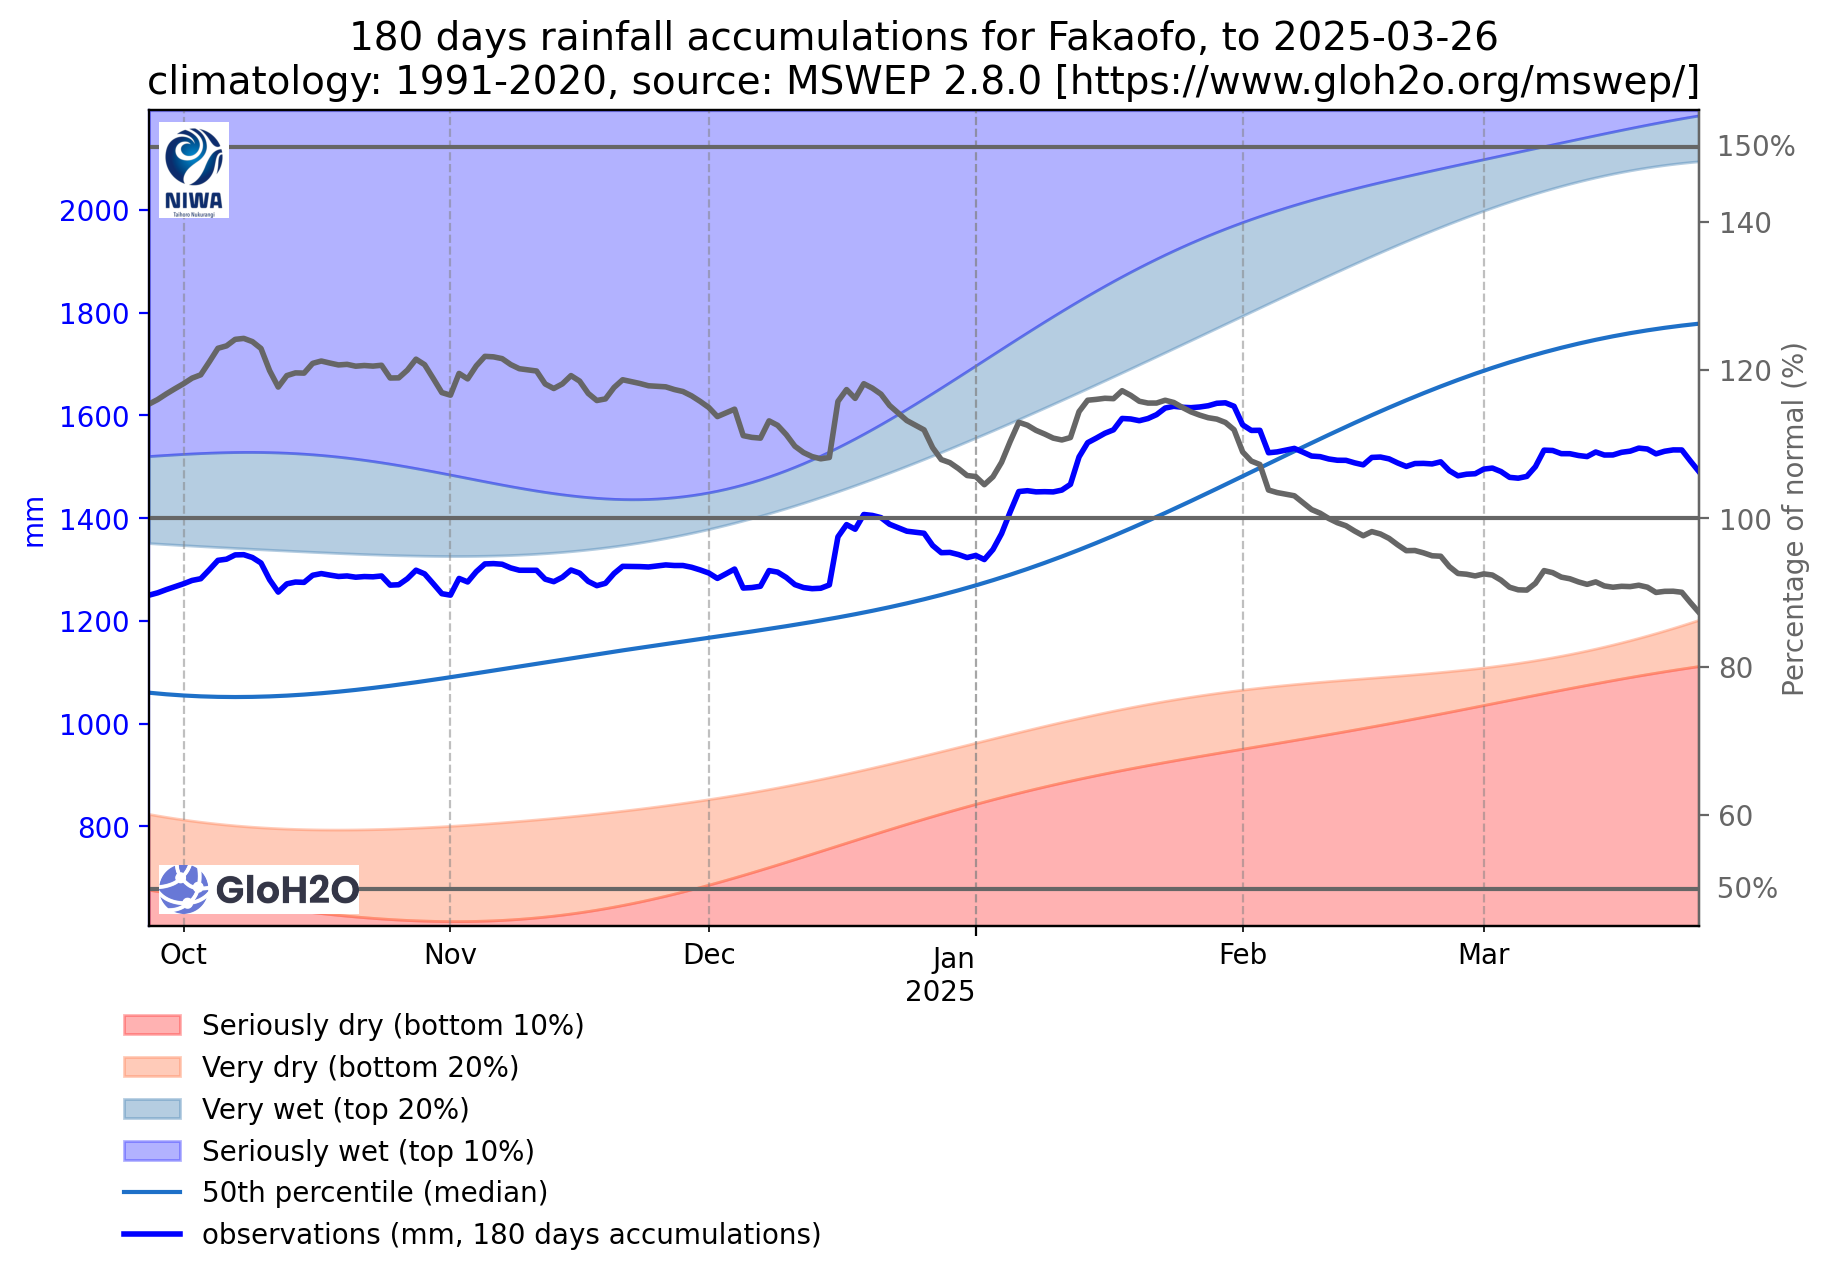 180 days rainfall accumulations for Fakaofo, to 2025-03-26
climatology: 1991-2020, source: MSWEP 2.8.0 [https://www.gloh2o.org/mswep/]
NIWA
Taihoro Nukurangi
mm
2000
1800
1600
1400
1200
1000
800
150%
140
120
100
80
60
50%
Percentage of normal (%)
GloH2O
Oct
Nov
Dec
Jan
2025
Feb
Mar
Seriously dry (bottom 10%)
Very dry (bottom 20%)
Very wet (top 20%)
Seriously wet (top 10%)
50th percentile (median)
observations (mm, 180 days accumulations)